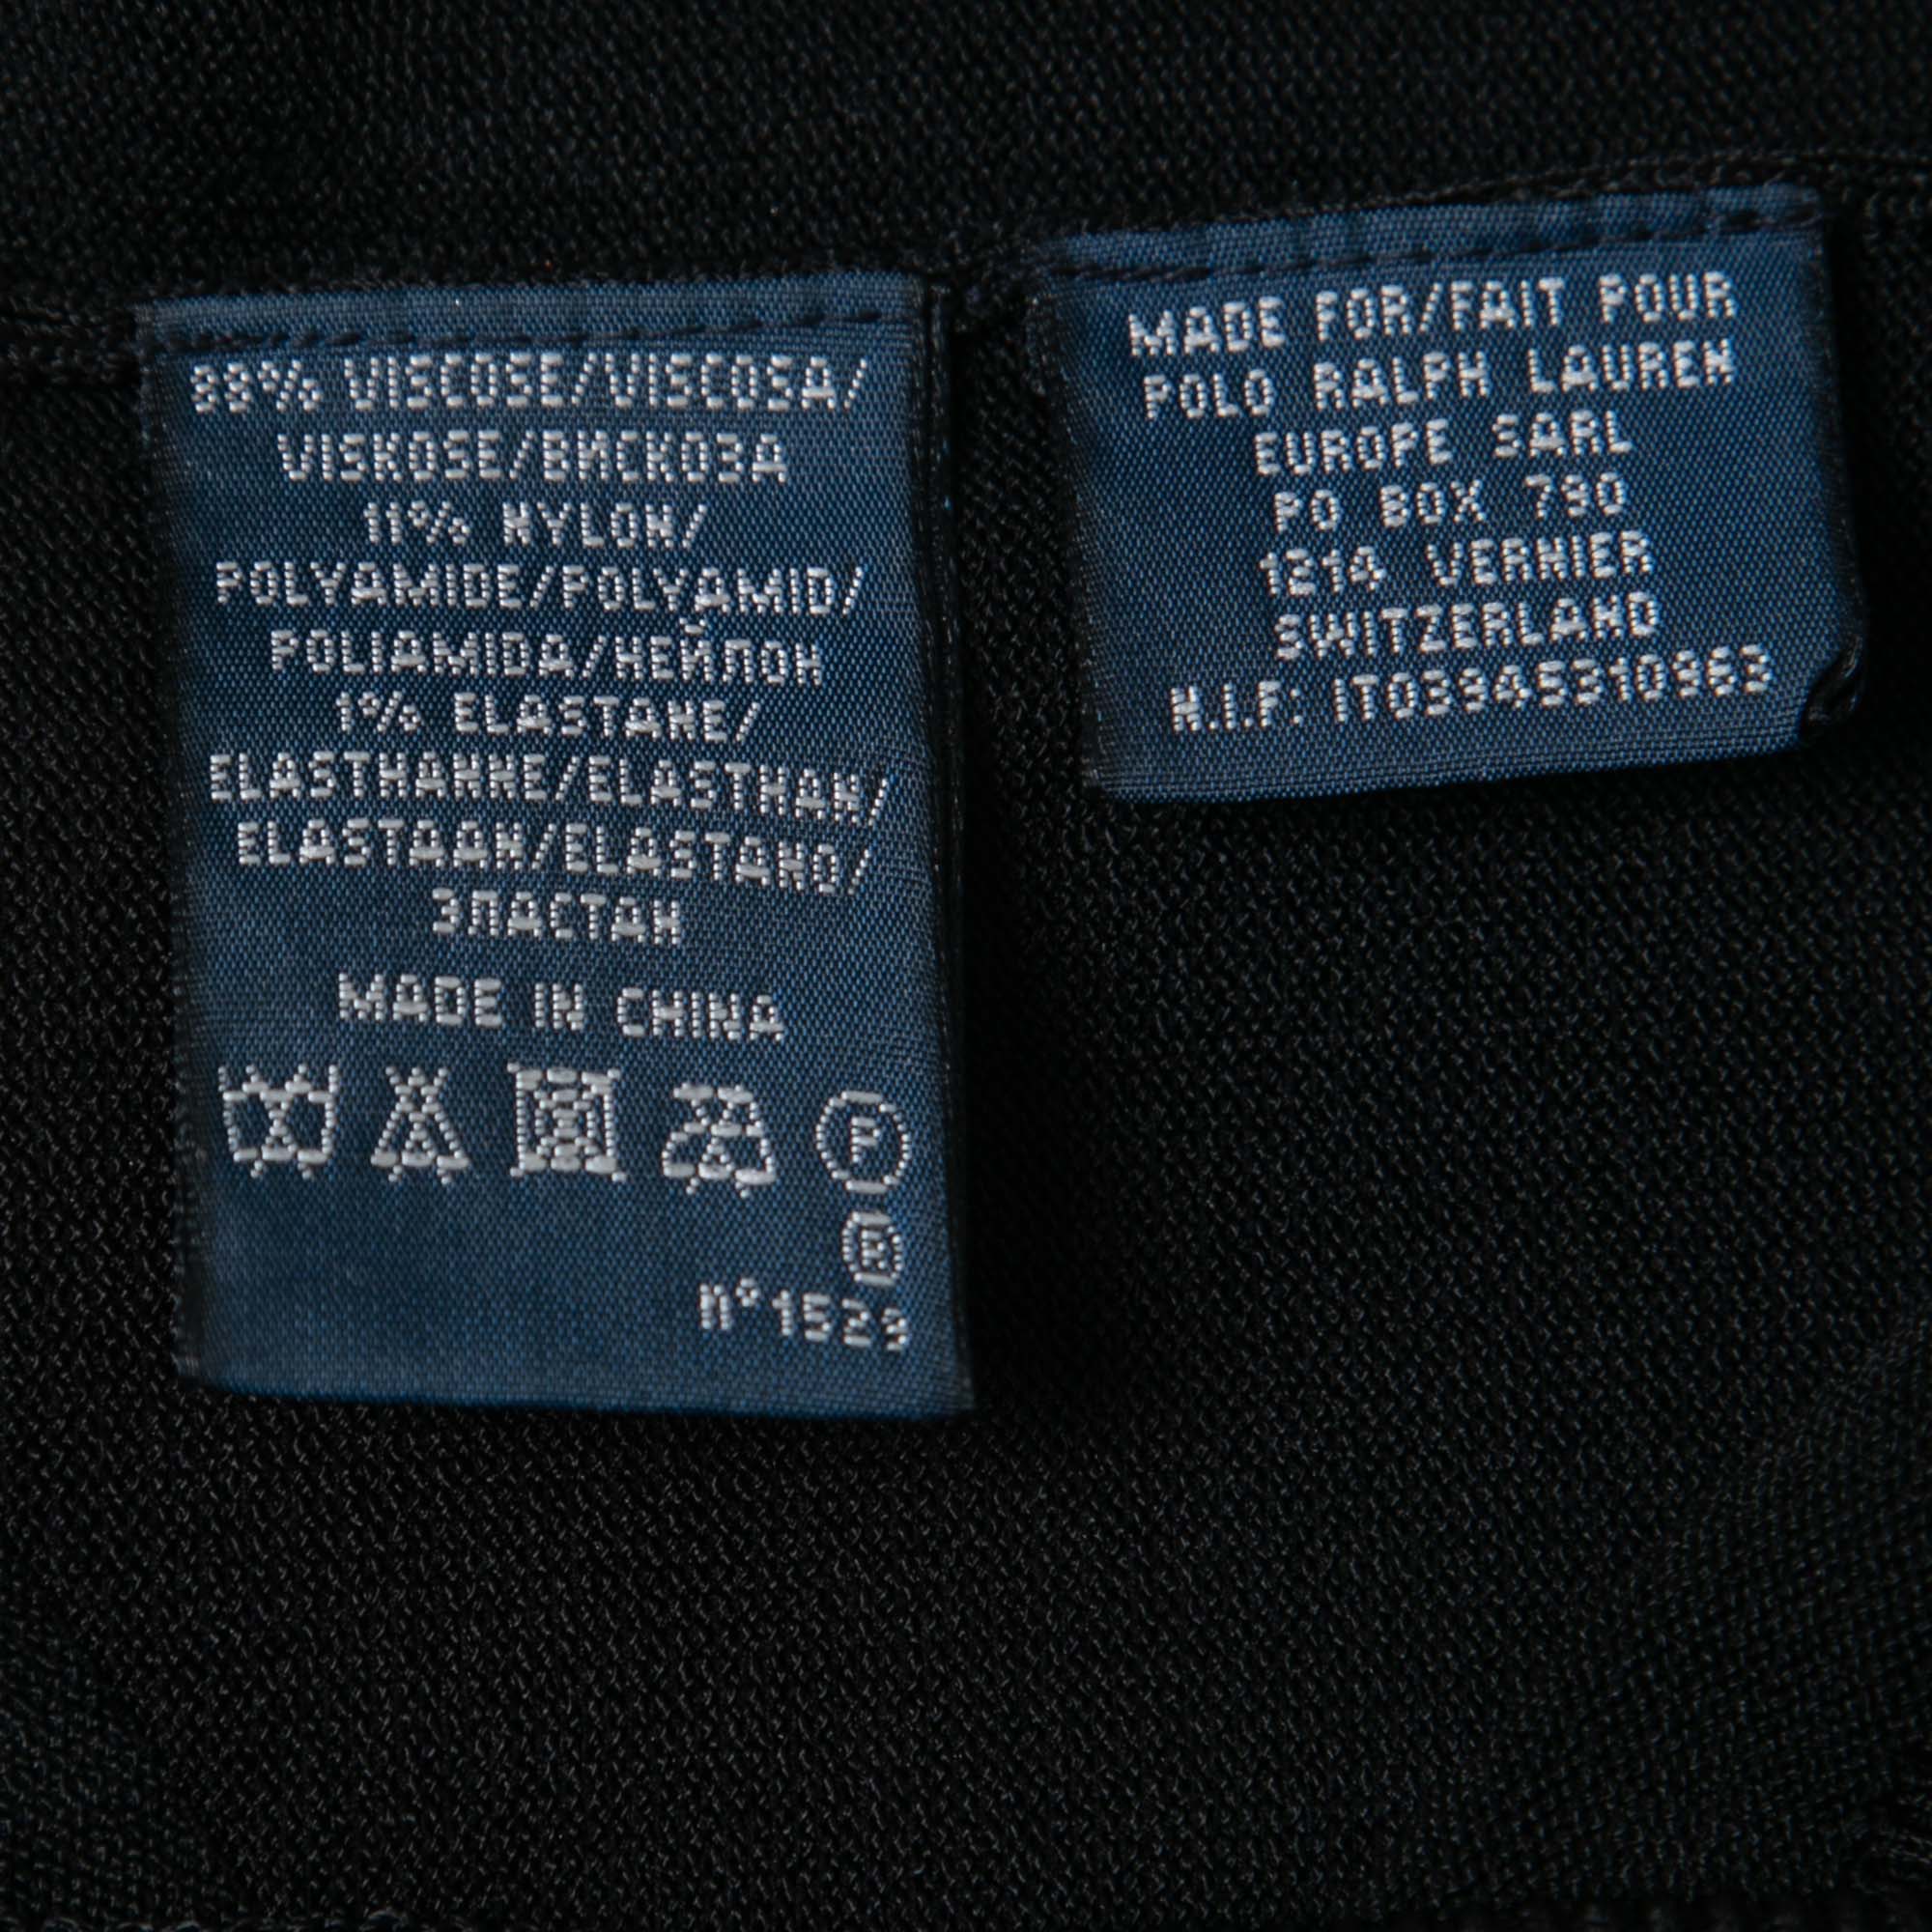 88% VISCOSE/VISCOSA/
VISKOSE/ВИСКОЗА
11% NYLON/
POLYAMIDE/POLYAMID/
POLIAMIDA/НЕЙЛОН
1% ELASTANE/
ELASTHANNE/ELASTHAN/
ELASTAAN/ELASTANO/
ЭЛАСТАН
MADE IN CHINA
F
R
n°1523
MADE FOR/FAIT POUR
POLO RALPH LAUREN
EUROPE SARL
PO BOX 790
1214 VERNIER
SWITZERLAND
N.I.F: IT03945310963